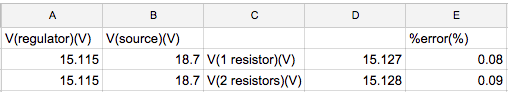 A B C D E
V(regulator)(V) V(source)(V) %error(%)
15.115 18.7 V(1 resistor)(V) 15.127 0.08
15.115 18.7 V(2 resistors)(V) 15.128 0.09